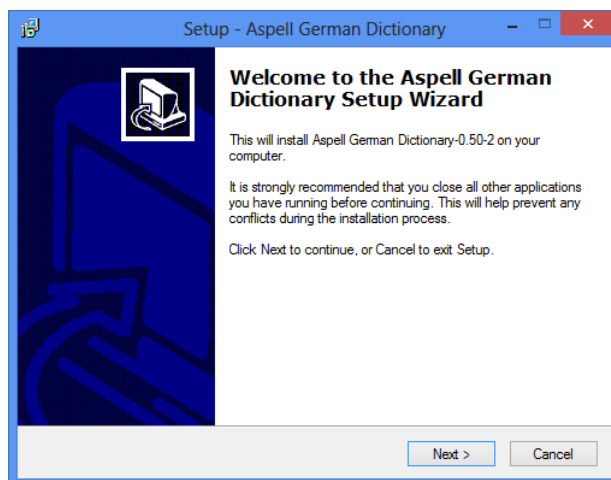 Setup - Aspell German Dictionary
Welcome to the Aspell German
Dictionary Setup Wizard
This will install Aspell German Dictionary-0.50-2 on your
computer.
It is strongly recommended that you close all other applications
you have running before continuing. This will help prevent any
conflicts during the installation process.
Click Next to continue, or Cancel to exit Setup.
Next >
Cancel